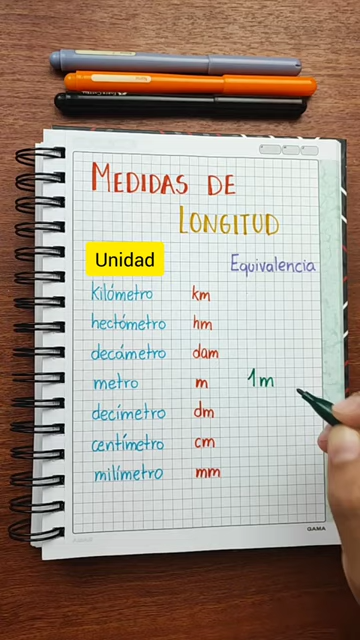 MEDIDAS DE
LONGITUD
Unidad Equivalencia
kilómetro km
hectómetro hm
decámetro dam
metro m 1m
decímetro dm
centímetro cm
milímetro mm
GAMA